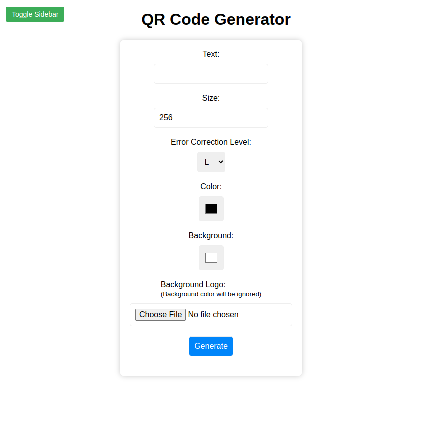 Toggle Sidebar
QR Code Generator
Text:
Size:
256
Error Correction Level:
L
Color:
Background:
Background Logo:
(Background color will be ignored)
Choose File No file chosen
Generate